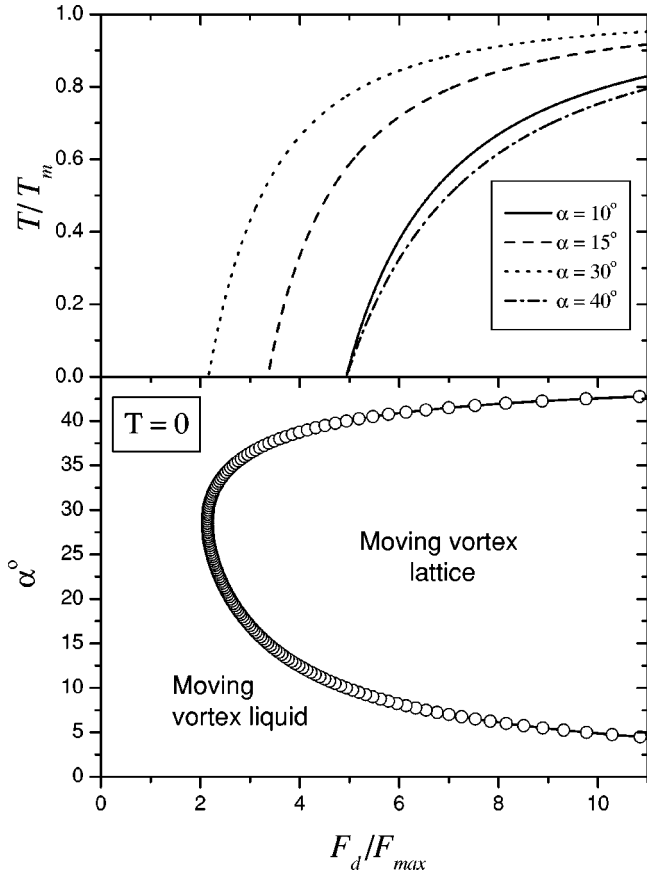 1.0
0.8
0.6
0.4
0.2
0.0
T/T_m
α = 10°
α = 15°
α = 30°
α = 40°
T = 0
40
35
30
25
20
15
10
5
0
α°
Moving vortex
lattice
Moving
vortex liquid
0 2 4 6 8 10
F_d/F_max